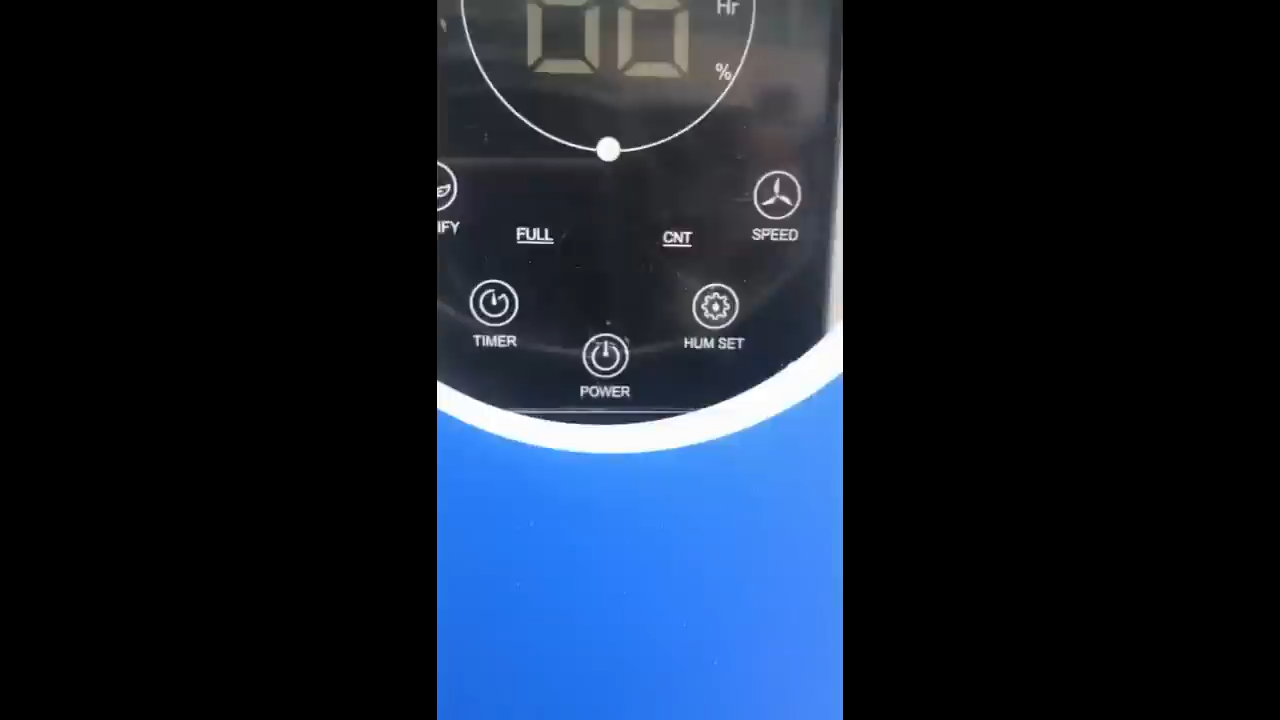 Hr
%
IFY
FULL
CNT
SPEED
TIMER
HUM SET
POWER